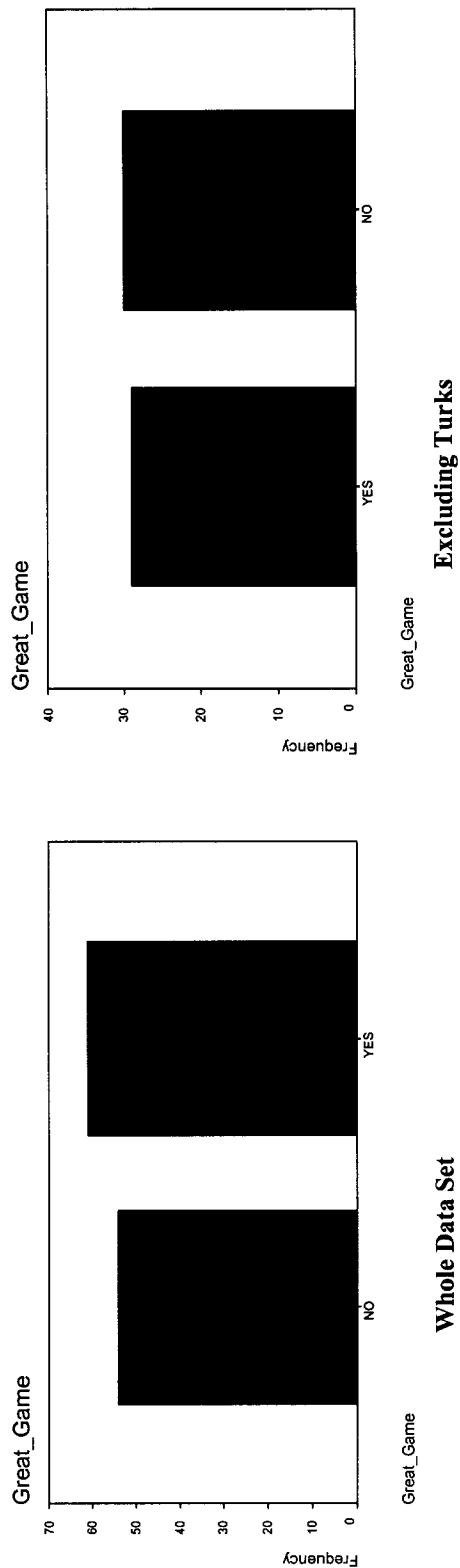 Great_Game
Frequency
70
60
50
40
30
20
10
0
NO
YES
Great_Game
Whole Data Set
Great_Game
Frequency
40
30
20
10
0
YES
NO
Great_Game
Excluding Turks